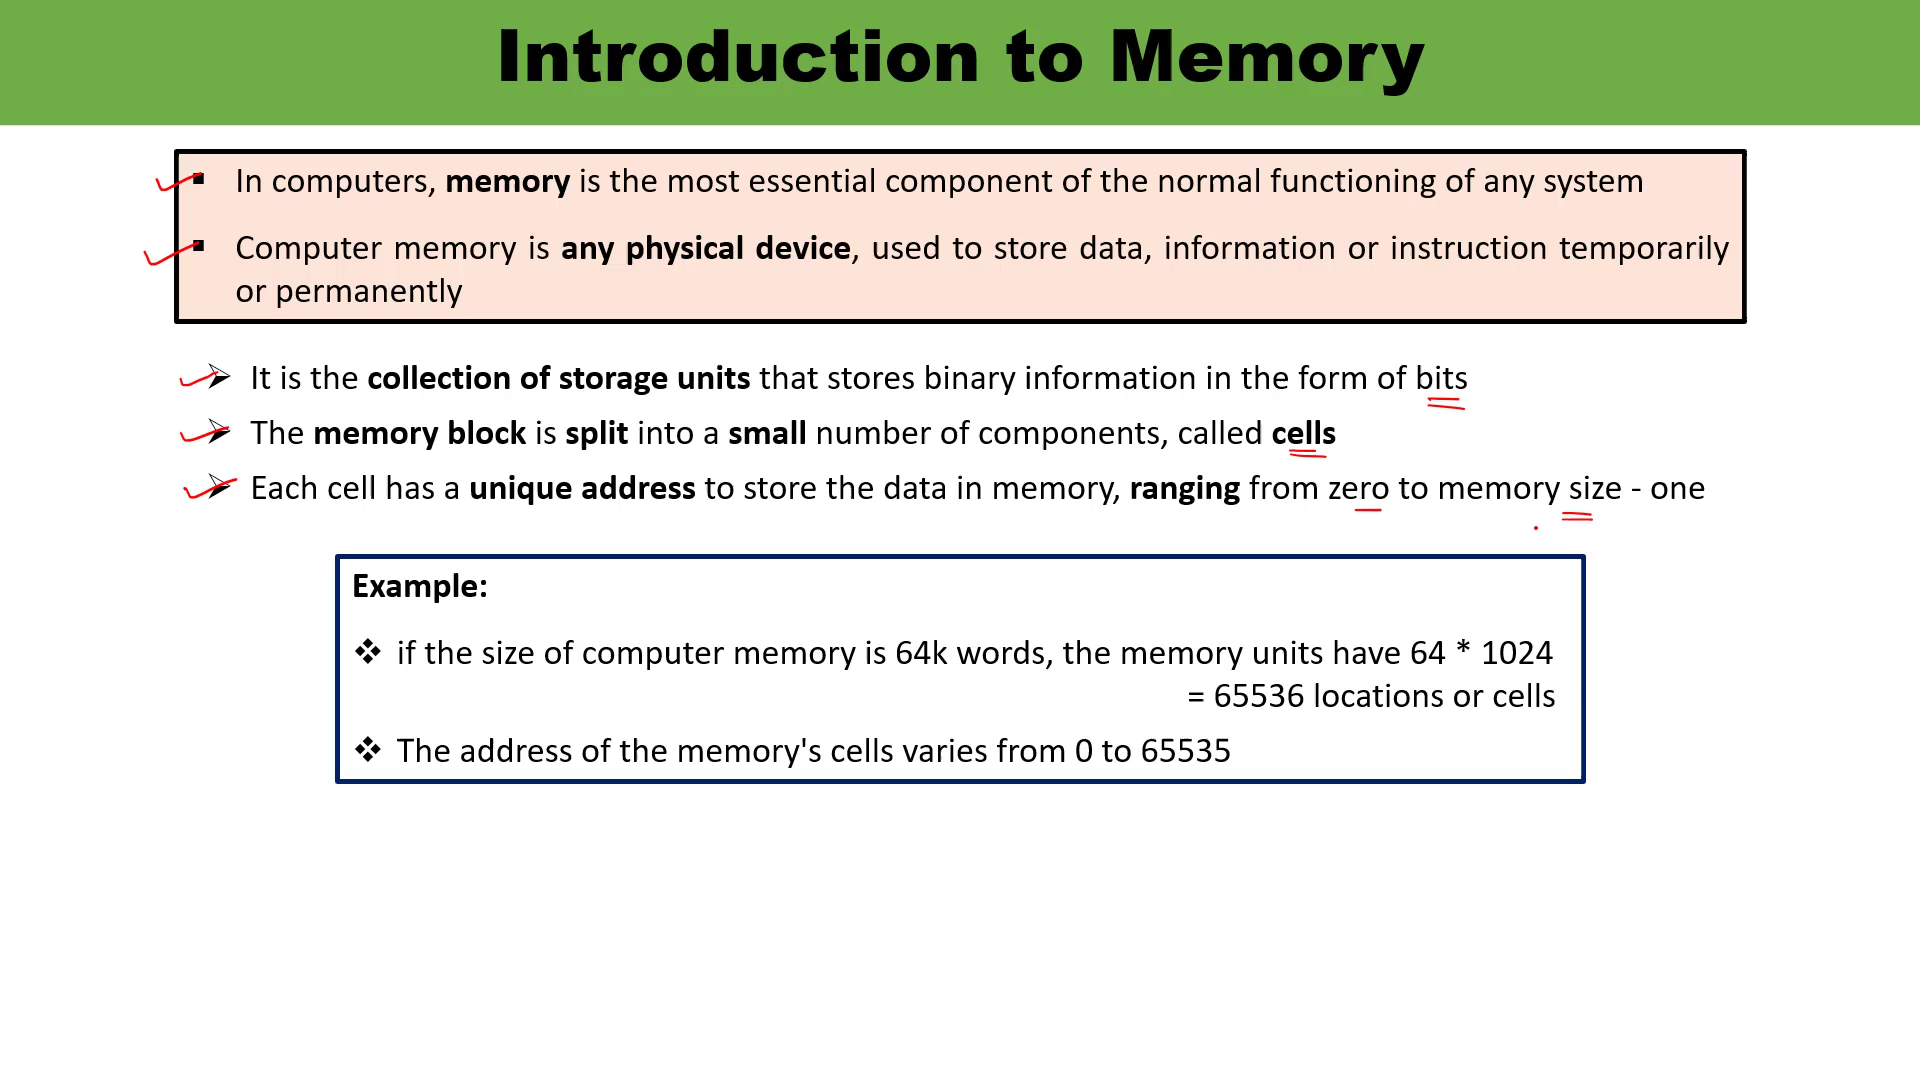 Introduction to Memory
▪ In computers, memory is the most essential component of the normal functioning of any system
▪ Computer memory is any physical device, used to store data, information or instruction temporarily
or permanently
➢ It is the collection of storage units that stores binary information in the form of bits
➢ The memory block is split into a small number of components, called cells
➢ Each cell has a unique address to store the data in memory, ranging from zero to memory size - one
Example:
❖ if the size of computer memory is 64k words, the memory units have 64 * 1024
= 65536 locations or cells
❖ The address of the memory's cells varies from 0 to 65535